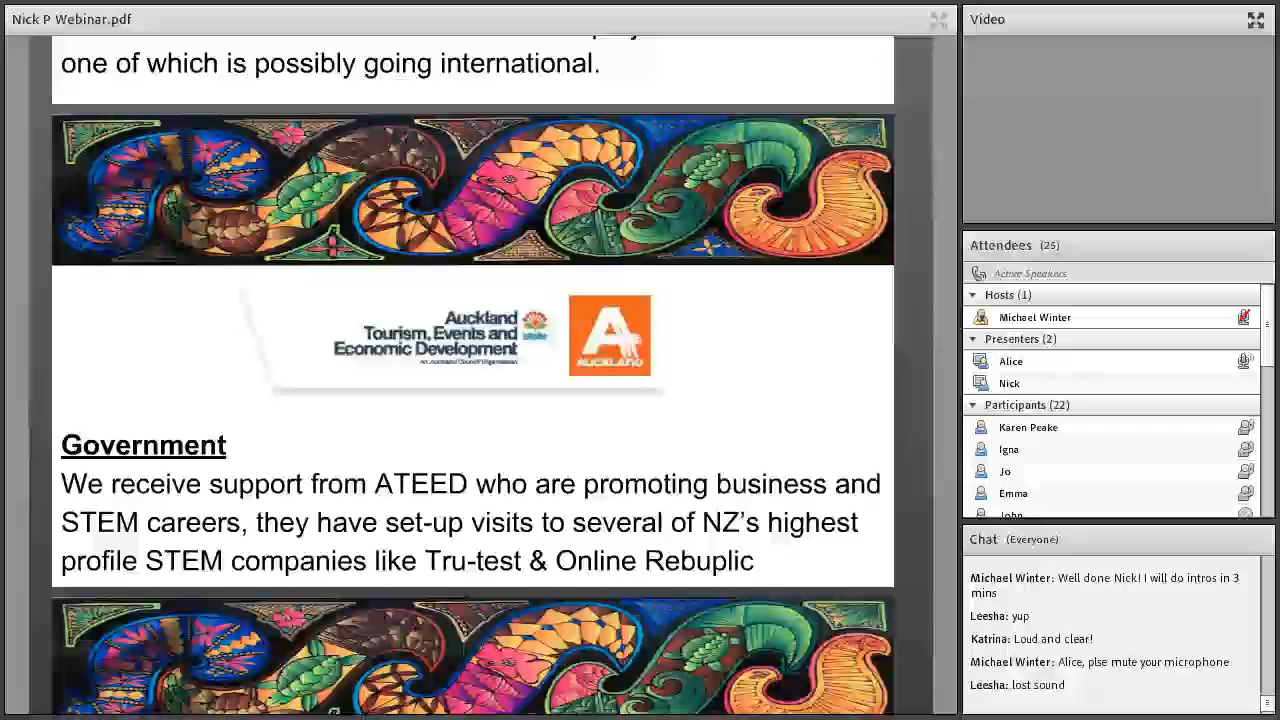 Nick P Webinar.pdf
one of which is possibly going international.
Auckland
Tourism, Events and
Economic Development
An Auckland Council Organisation
AUCKLAND
Government
We receive support from ATEED who are promoting business and
STEM careers, they have set-up visits to several of NZ's highest
profile STEM companies like Tru-test & Online Rebuplic
Video
Attendees (25)
Active Speakers
Hosts (1)
Michael Winter
Presenters (2)
Alice
Nick
Participants (22)
Karen Peake
Igna
Jo
Emma
John
Chat (Everyone)
Michael Winter: Well done Nick! I will do intros in 3
mins
Leesha: yup
Katrina: Loud and clear!
Michael Winter: Alice, plse mute your microphone
Leesha: lost sound